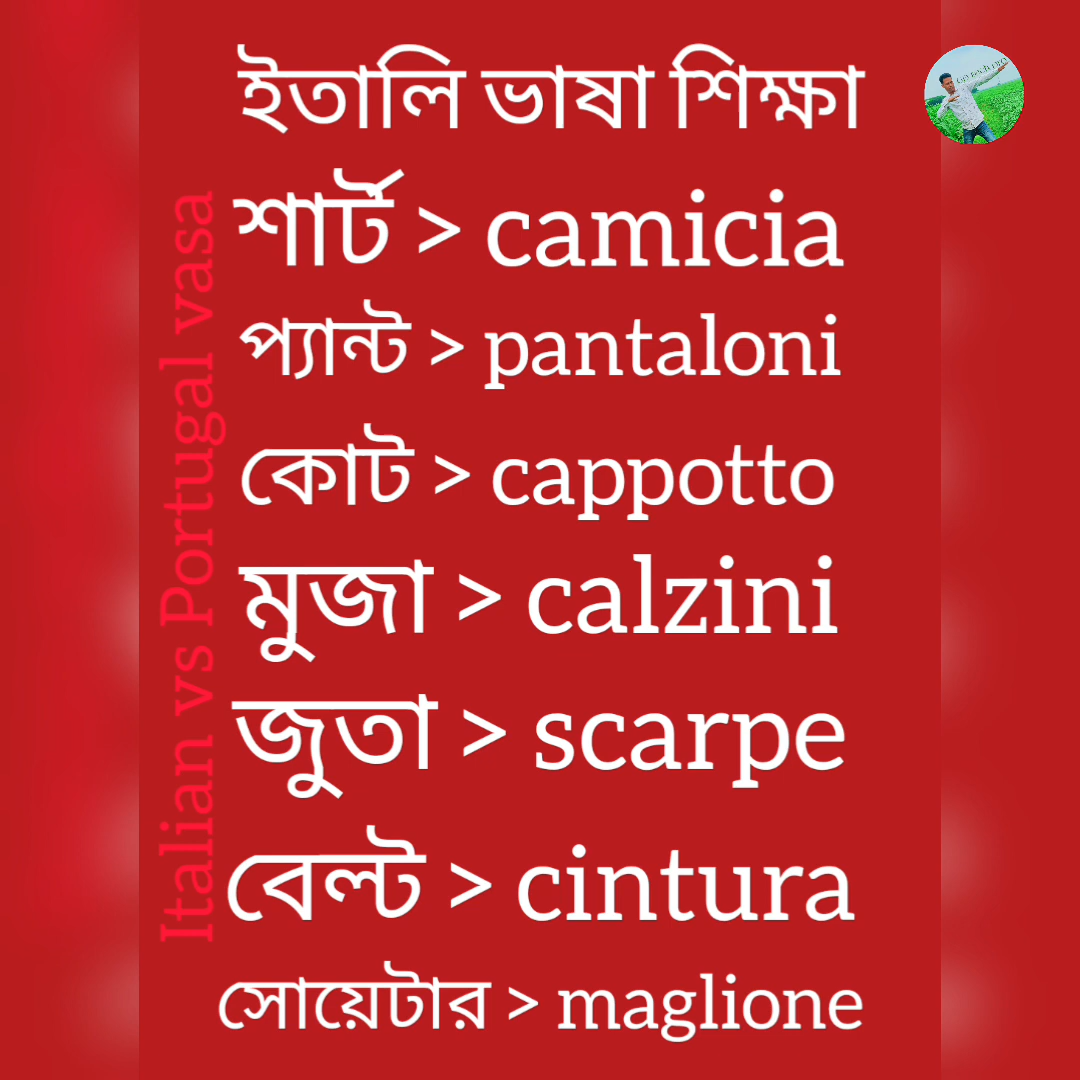 ইতালি ভাষা শিক্ষা
শার্ট > camicia
প্যান্ট > pantaloni
কোট > cappotto
মুজা > calzini
জুতা > scarpe
বেল্ট > cintura
সোয়েটার > maglione
Italian vs Portugal vasa